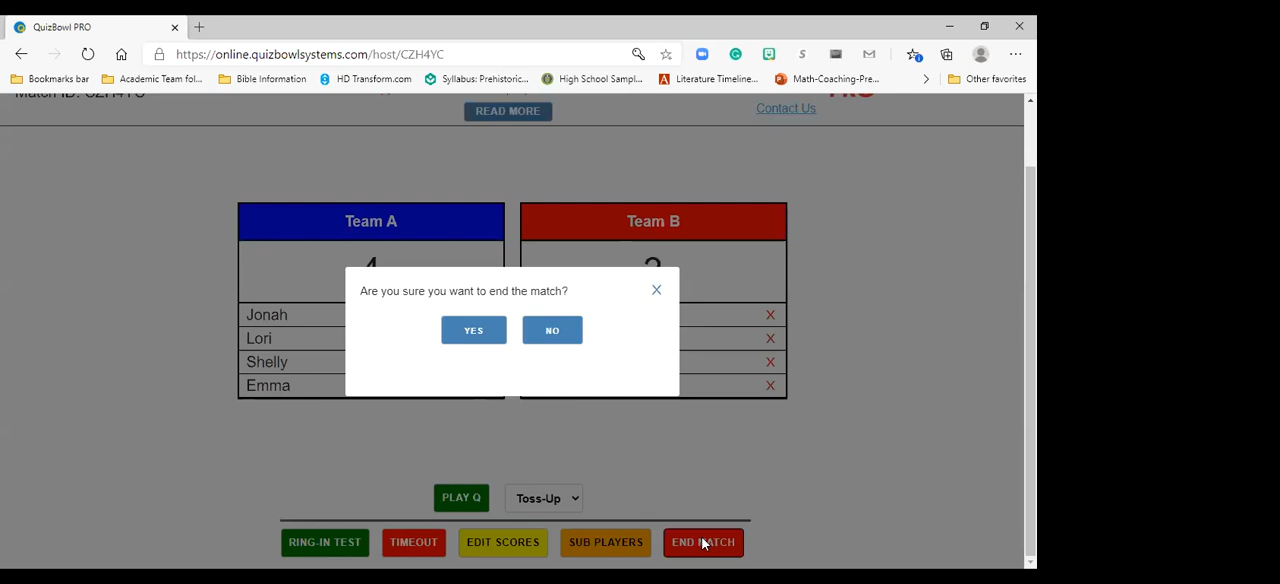 QuizBowl PRO
https://online.quizbowlsystems.com/host/CZH4YC
Bookmarks bar Academic Team fol... Bible Information HD Transform.com Syllabus: Prehistoric... High School Sampl... Literature Timeline... Math-Coaching-Pre... Other favorites
Match ID: CZH4YC
READ MORE
Contact Us
Team A Team B
Are you sure you want to end the match? X
YES NO
Jonah X
Lori X
Shelly X
Emma X
PLAY Q Toss-Up
RING-IN TEST TIMEOUT EDIT SCORES SUB PLAYERS END MATCH